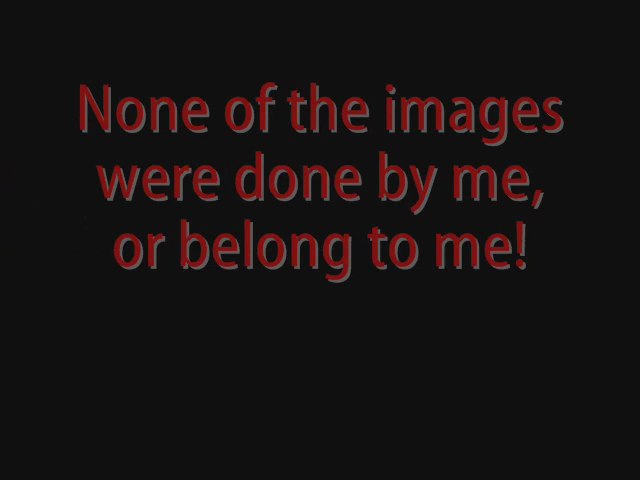 None of the images
were done by me,
or belong to me!